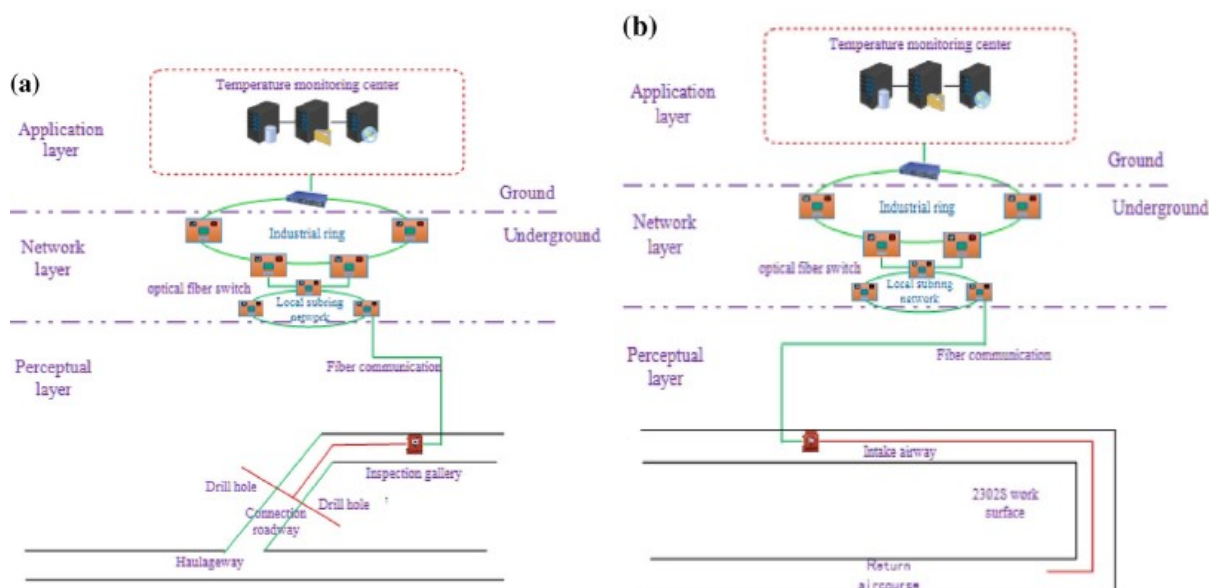 (a)
Temperature monitoring center
Application
layer
Ground
Industrial ring
Underground
Network
layer
optical fiber switch
Local subring
network
Perceptual
layer
Fiber communication
Inspection gallery
Drill hole
Drill hole
Connection
roadway
Haulageway
(b)
Temperature monitoring center
Application
layer
Ground
Industrial ring
Underground
Network
layer
optical fiber switch
Local subring
network
Perceptual
layer
Fiber communication
Intake airway
23028 work
surface
Return
aircourse